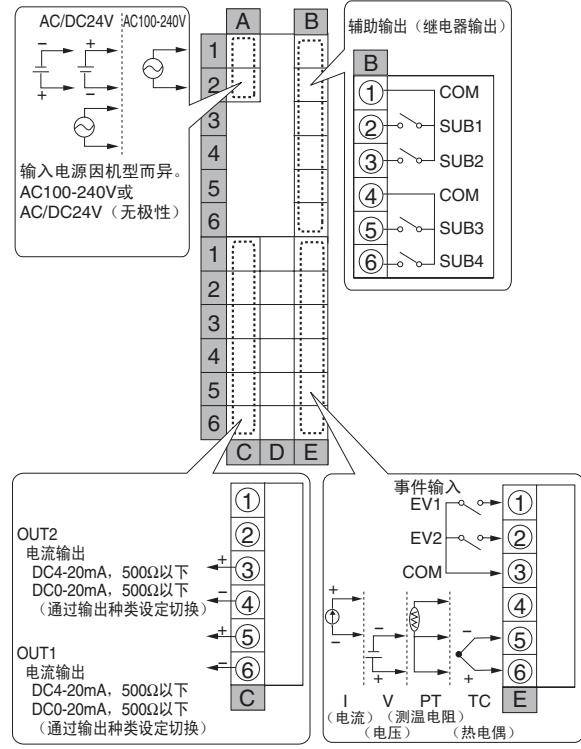 AC/DC24V AC100-240V
− +
+ −
输入电源因机型而异。
AC100-240V或
AC/DC24V（无极性）
A B
1
2
3
4
5
6
1
2
3
4
5
6
C D E
辅助输出（继电器输出）
B
① COM
② SUB1
③ SUB2
④ COM
⑤ SUB3
⑥ SUB4
①
②
OUT2
电流输出
DC4-20mA，500Ω以下
DC0-20mA，500Ω以下
（通过输出种类设定切换）
+ ③
− ④
+ ⑤
− ⑥
OUT1
电流输出
DC4-20mA，500Ω以下
DC0-20mA，500Ω以下
（通过输出种类设定切换）
C
事件输入
EV1 ①
EV2 ②
COM ③
④
⑤
⑥
+ − −
− + +
I V PT TC E
（电流） （测温电阻）
（电压） （热电偶）